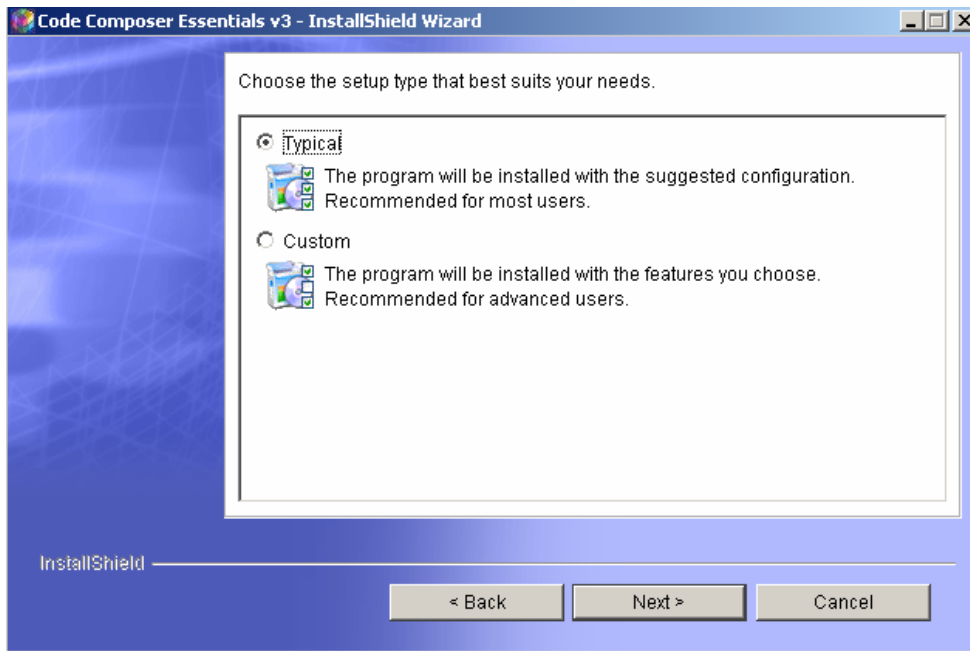 Code Composer Essentials v3 - InstallShield Wizard
Choose the setup type that best suits your needs.
Typical
The program will be installed with the suggested configuration.
Recommended for most users.
Custom
The program will be installed with the features you choose.
Recommended for advanced users.
InstallShield
< Back
Next >
Cancel